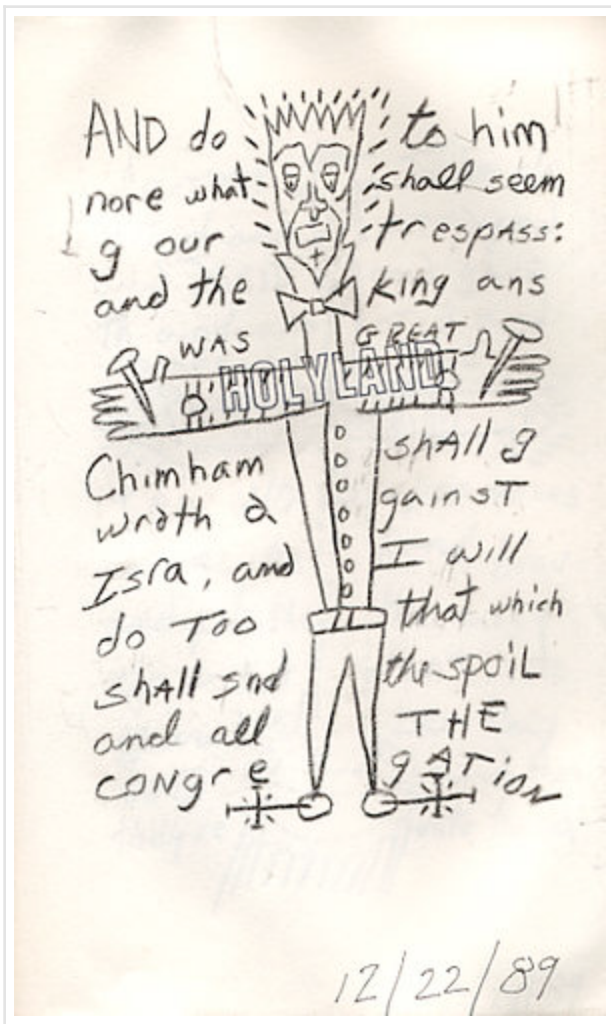 AND do to him
nore what shall seem
g our trespass:
and the king ans
WAS GREAT
HOLYLAND
Chimham shAll g
wrath a gainsT
Isra, and I will
do Too that which
shAll snd the spoiL
and all THE
CONgre gATioN
12/22/89